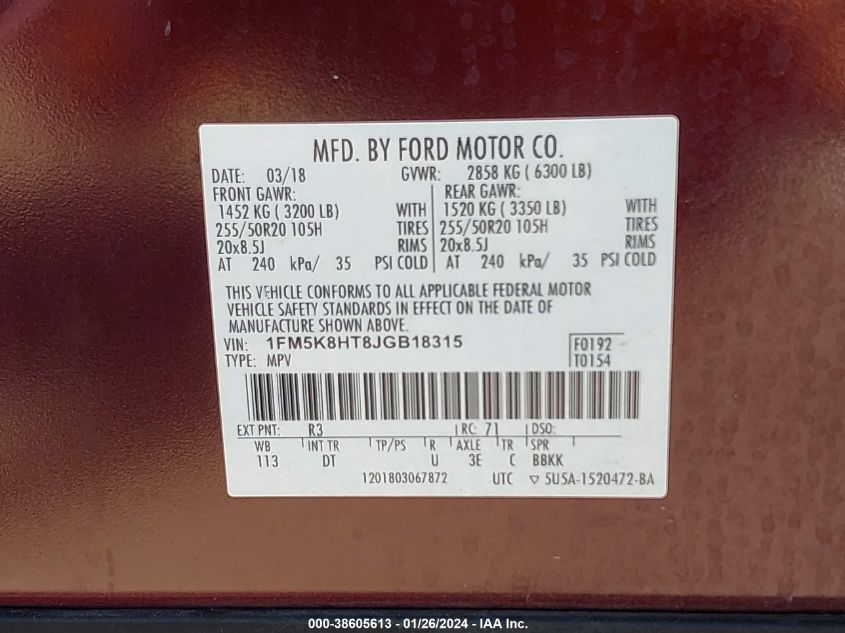 MFD. BY FORD MOTOR CO.
DATE: 03/18 GVWR: 2858 KG ( 6300 LB)
FRONT GAWR: REAR GAWR:
1452 KG ( 3200 LB) WITH 1520 KG ( 3350 LB) WITH
255/50R20 105H TIRES 255/50R20 105H TIRES
20x8.5J RIMS 20x8.5J RIMS
AT 240 kPa/ 35 PSI COLD AT 240 kPa/ 35 PSI COLD
THIS VEHICLE CONFORMS TO ALL APPLICABLE FEDERAL MOTOR
VEHICLE SAFETY STANDARDS IN EFFECT ON THE DATE OF
MANUFACTURE SHOWN ABOVE.
VIN: 1FM5K8HT8JGB18315 F0192
TYPE: MPV T0154
EXT PNT: R3 RC: 71 DSO:
WB INT TR TP/PS R AXLE TR SPR
113 DT U 3E C BBKK
1201803067872 UTC ▽ 5U5A-1520472-BA
000-38605613 - 01/26/2024 - IAA Inc.